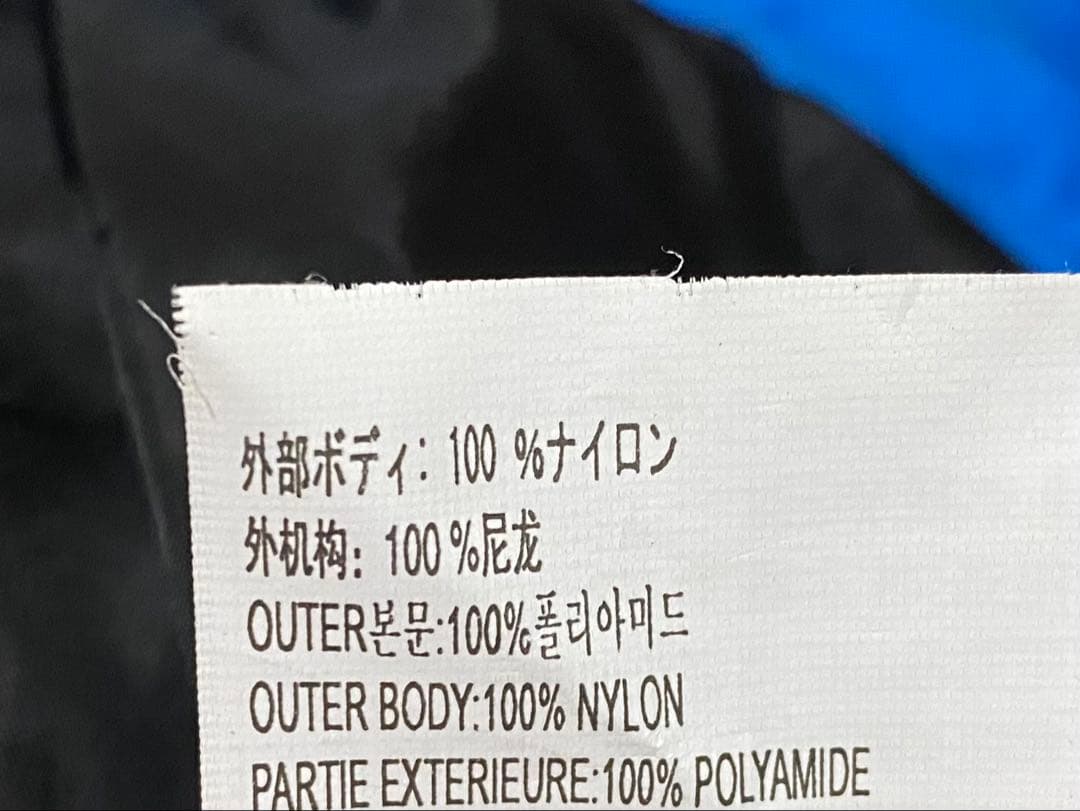 外部ボディ: 100 %ナイロン
外机构: 100 %尼龙
OUTER본문:100%폴리아미드
OUTER BODY:100% NYLON
PARTIE EXTERIEURE:100% POLYAMIDE